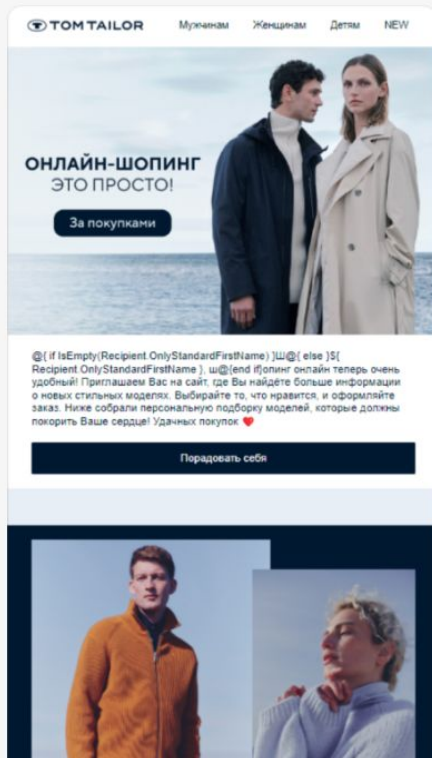 TOM TAILOR Мужчинам Женщинам Детям NEW
ОНЛАЙН-ШОПИНГ
ЭТО ПРОСТО!
За покупками
@{ if IsEmpty(Recipient.OnlyStandardFirstName) }Ш@{ else }${
Recipient.OnlyStandardFirstName }, ш@{end if}опинг онлайн теперь очень
удобный! Приглашаем Вас на сайт, где Вы найдёте больше информации
о новых стильных моделях. Выбирайте то, что нравится, и оформляйте
заказ. Ниже собрали персональную подборку моделей, которые должны
покорить Ваше сердце! Удачных покупок ❤️
Порадовать себя